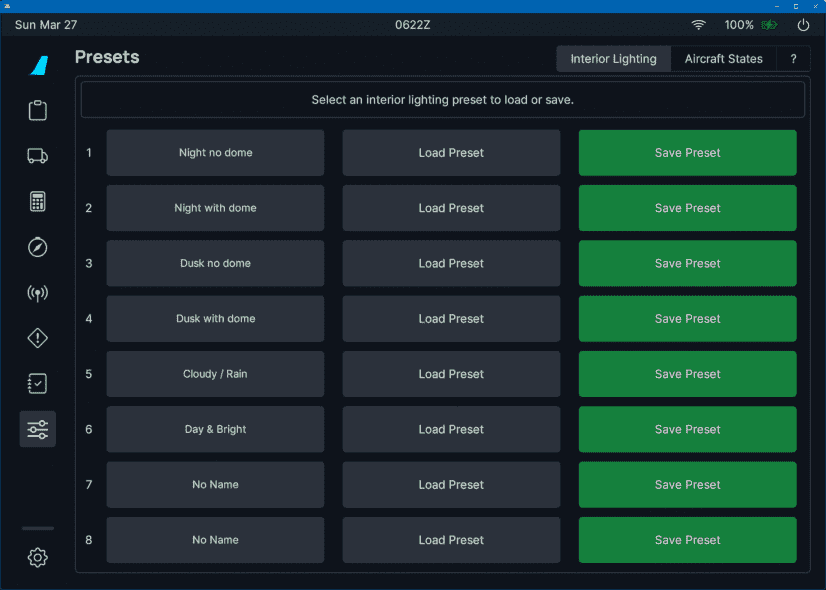 Sun Mar 27 0622Z 100%
Presets Interior Lighting Aircraft States ?
Select an interior lighting preset to load or save.
1 Night no dome Load Preset Save Preset
2 Night with dome Load Preset Save Preset
3 Dusk no dome Load Preset Save Preset
4 Dusk with dome Load Preset Save Preset
5 Cloudy / Rain Load Preset Save Preset
6 Day & Bright Load Preset Save Preset
7 No Name Load Preset Save Preset
8 No Name Load Preset Save Preset